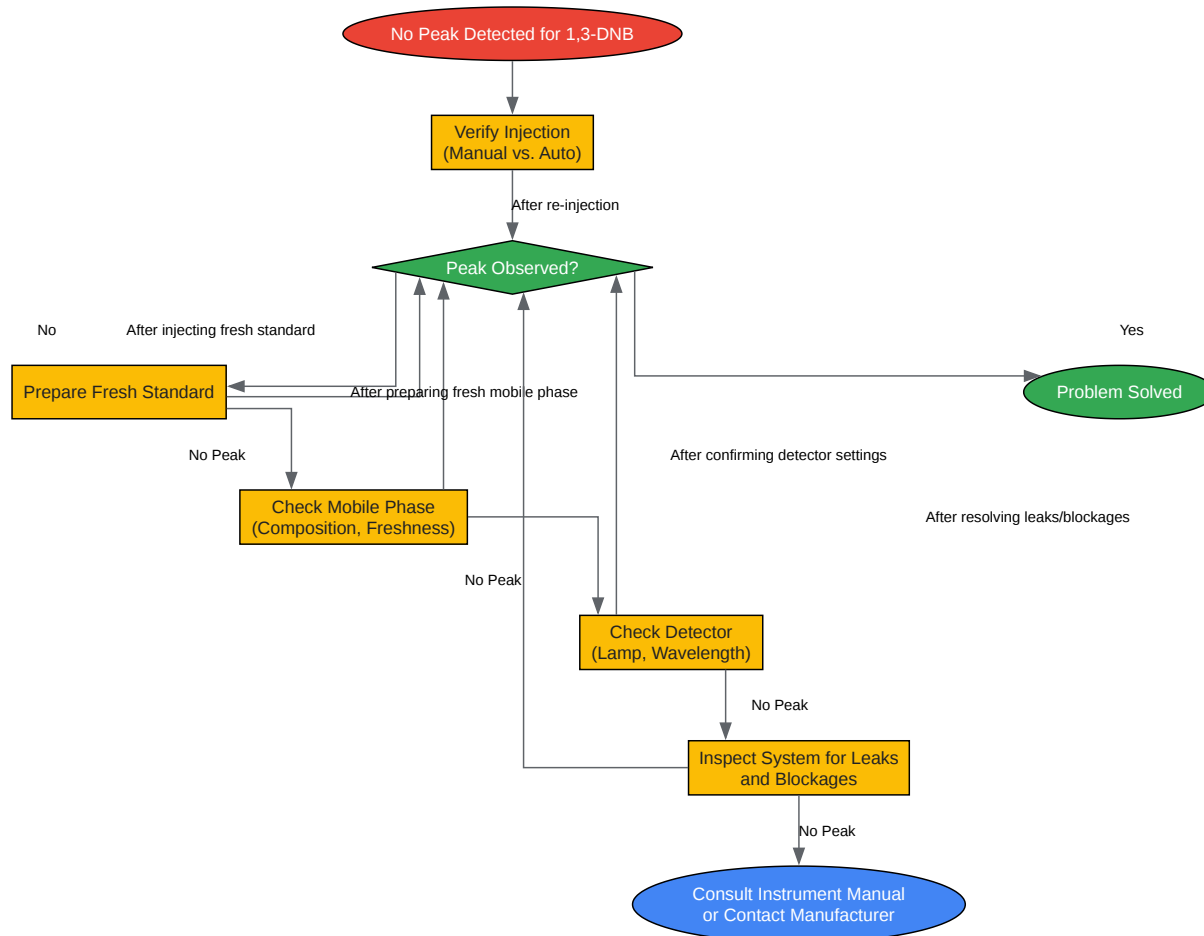 No Peak Detected for 1,3-DNB
Verify Injection
(Manual vs. Auto)
After re-injection
Peak Observed?
No
After injecting fresh standard
Yes
Prepare Fresh Standard
After preparing fresh mobile phase
Problem Solved
No Peak
After confirming detector settings
Check Mobile Phase
(Composition, Freshness)
After resolving leaks/blockages
No Peak
Check Detector
(Lamp, Wavelength)
No Peak
Inspect System for Leaks
and Blockages
No Peak
Consult Instrument Manual
or Contact Manufacturer